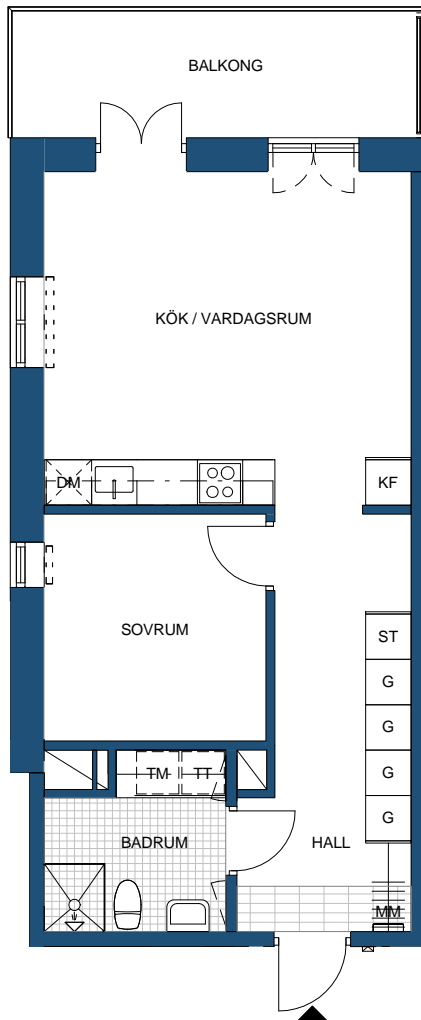 BALKONG
KÖK / VARDAGSRUM
DM
KF
SOVRUM
ST
G
G
G
G
TM TT
BADRUM
HALL
MM